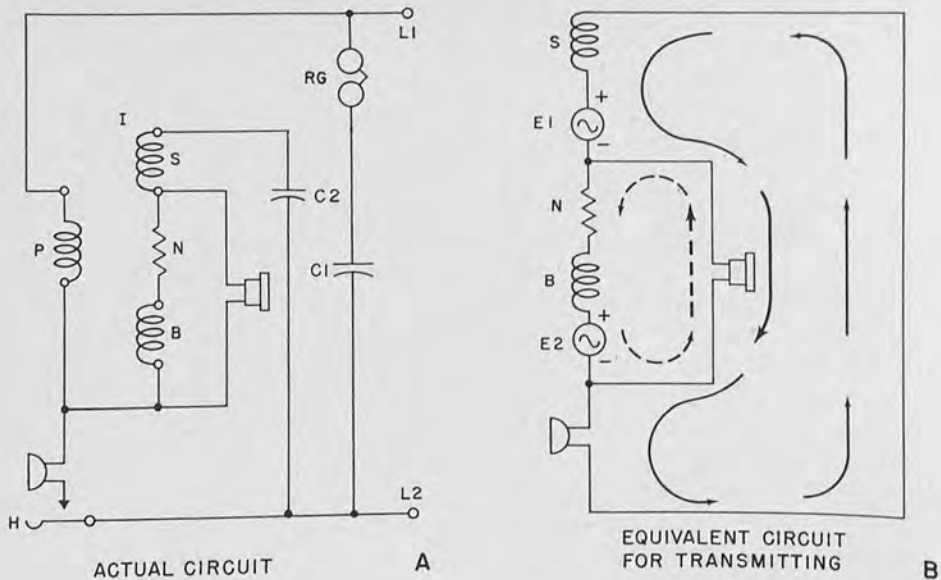 L1
RG
I
S
P
C2
N
C1
B
H
L2
ACTUAL CIRCUIT
A
S
+
E1
−
N
B
+
E2
−
EQUIVALENT CIRCUIT
FOR TRANSMITTING
B